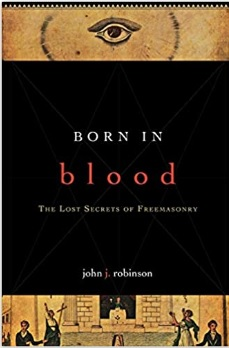 BORN IN
blood
THE LOST SECRETS OF FREEMASONRY
john j. robinson